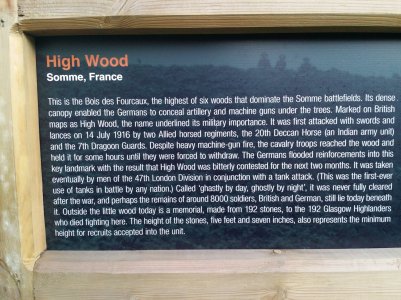 High Wood
Somme, France
This is the Bois des Fourcaux, the highest of six woods that dominate the Somme battlefields. Its dense
canopy enabled the Germans to conceal artillery and machine guns under the trees. Marked on British
maps as High Wood, the name underlined its military importance. It was first attacked with swords and
lances on 14 July 1916 by two Allied horsed regiments, the 20th Deccan Horse (an Indian army unit)
and the 7th Dragoon Guards. Despite heavy machine-gun fire, the cavalry troops reached the wood and
held it for some hours until they were forced to withdraw. The Germans flooded reinforcements into this
key landmark with the result that High Wood was bitterly contested for the next two months. It was taken
eventually by men of the 47th London Division in conjunction with a tank attack. (This was the first-ever
use of tanks in battle by any nation.) Called 'ghastly by day, ghostly by night', it was never fully cleared
after the war, and perhaps the remains of around 8000 soldiers, British and German, still lie today beneath
it. Outside the little wood today is a memorial, made from 192 stones, to the 192 Glasgow Highlanders
who died fighting here. The height of the stones, five feet and seven inches, also represents the minimum
height for recruits accepted into the unit.